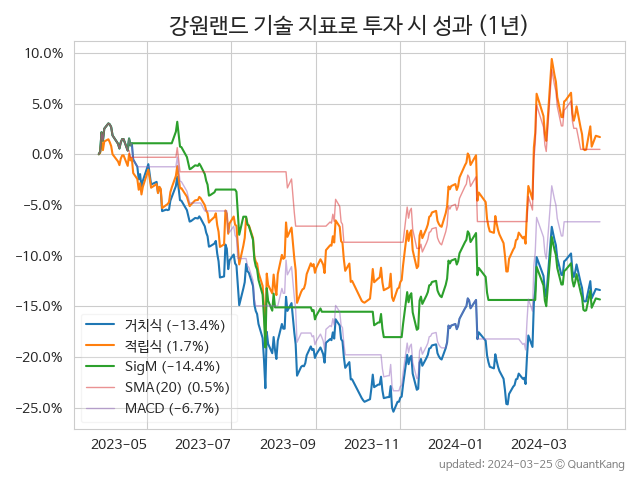 강원랜드 기술 지표로 투자 시 성과 (1년)
10.0%
5.0%
0.0%
−5.0%
−10.0%
−15.0%
−20.0%
−25.0%
거치식 (−13.4%)
적립식 (1.7%)
SigM (−14.4%)
SMA(20) (0.5%)
MACD (−6.7%)
2023-05 2023-07 2023-09 2023-11 2024-01 2024-03
updated: 2024-03-25 ⓒ QuantKang